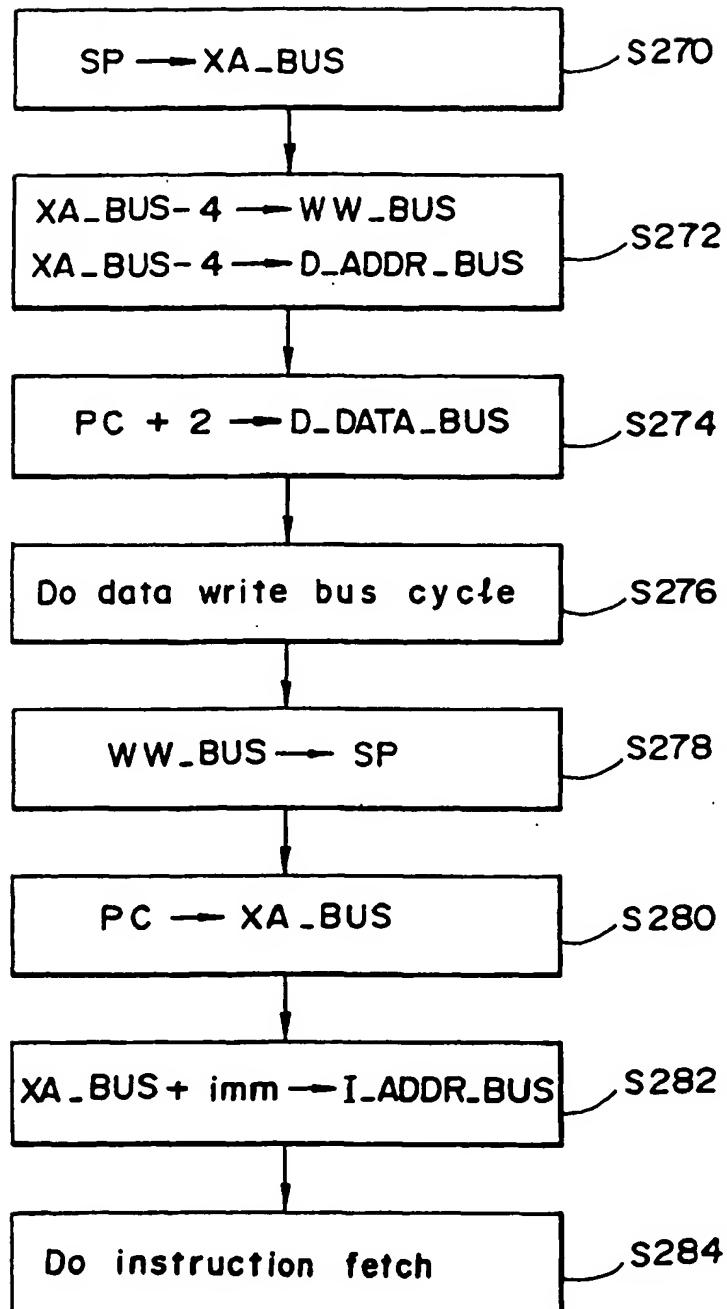 SP → XA_BUS
S270
XA_BUS-4 → WW_BUS
XA_BUS-4 → D_ADDR_BUS
S272
PC + 2 → D_DATA_BUS
S274
Do data write bus cycle
S276
WW_BUS → SP
S278
PC → XA_BUS
S280
XA_BUS + imm → I_ADDR_BUS
S282
Do instruction fetch
S284